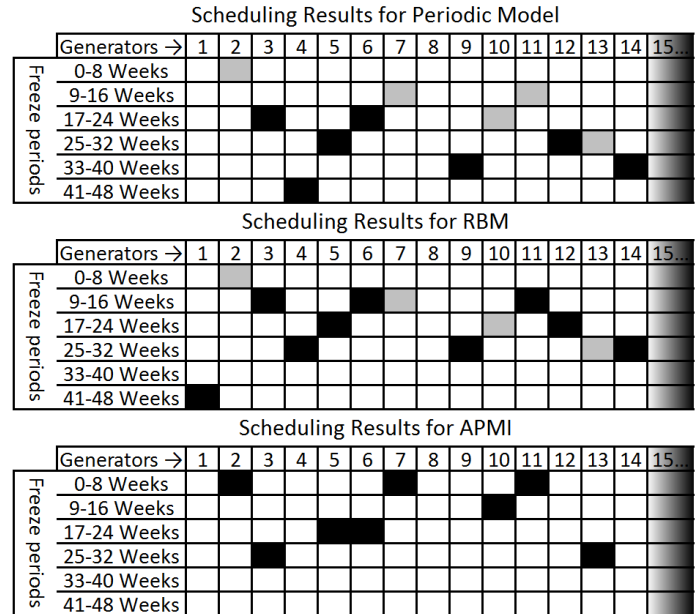 Scheduling Results for Periodic Model
Generators → 1 2 3 4 5 6 7 8 9 10 11 12 13 14 15...
Freeze periods
0-8 Weeks
9-16 Weeks
17-24 Weeks
25-32 Weeks
33-40 Weeks
41-48 Weeks
Scheduling Results for RBM
Generators → 1 2 3 4 5 6 7 8 9 10 11 12 13 14 15...
Freeze periods
0-8 Weeks
9-16 Weeks
17-24 Weeks
25-32 Weeks
33-40 Weeks
41-48 Weeks
Scheduling Results for APMI
Generators → 1 2 3 4 5 6 7 8 9 10 11 12 13 14 15...
Freeze periods
0-8 Weeks
9-16 Weeks
17-24 Weeks
25-32 Weeks
33-40 Weeks
41-48 Weeks